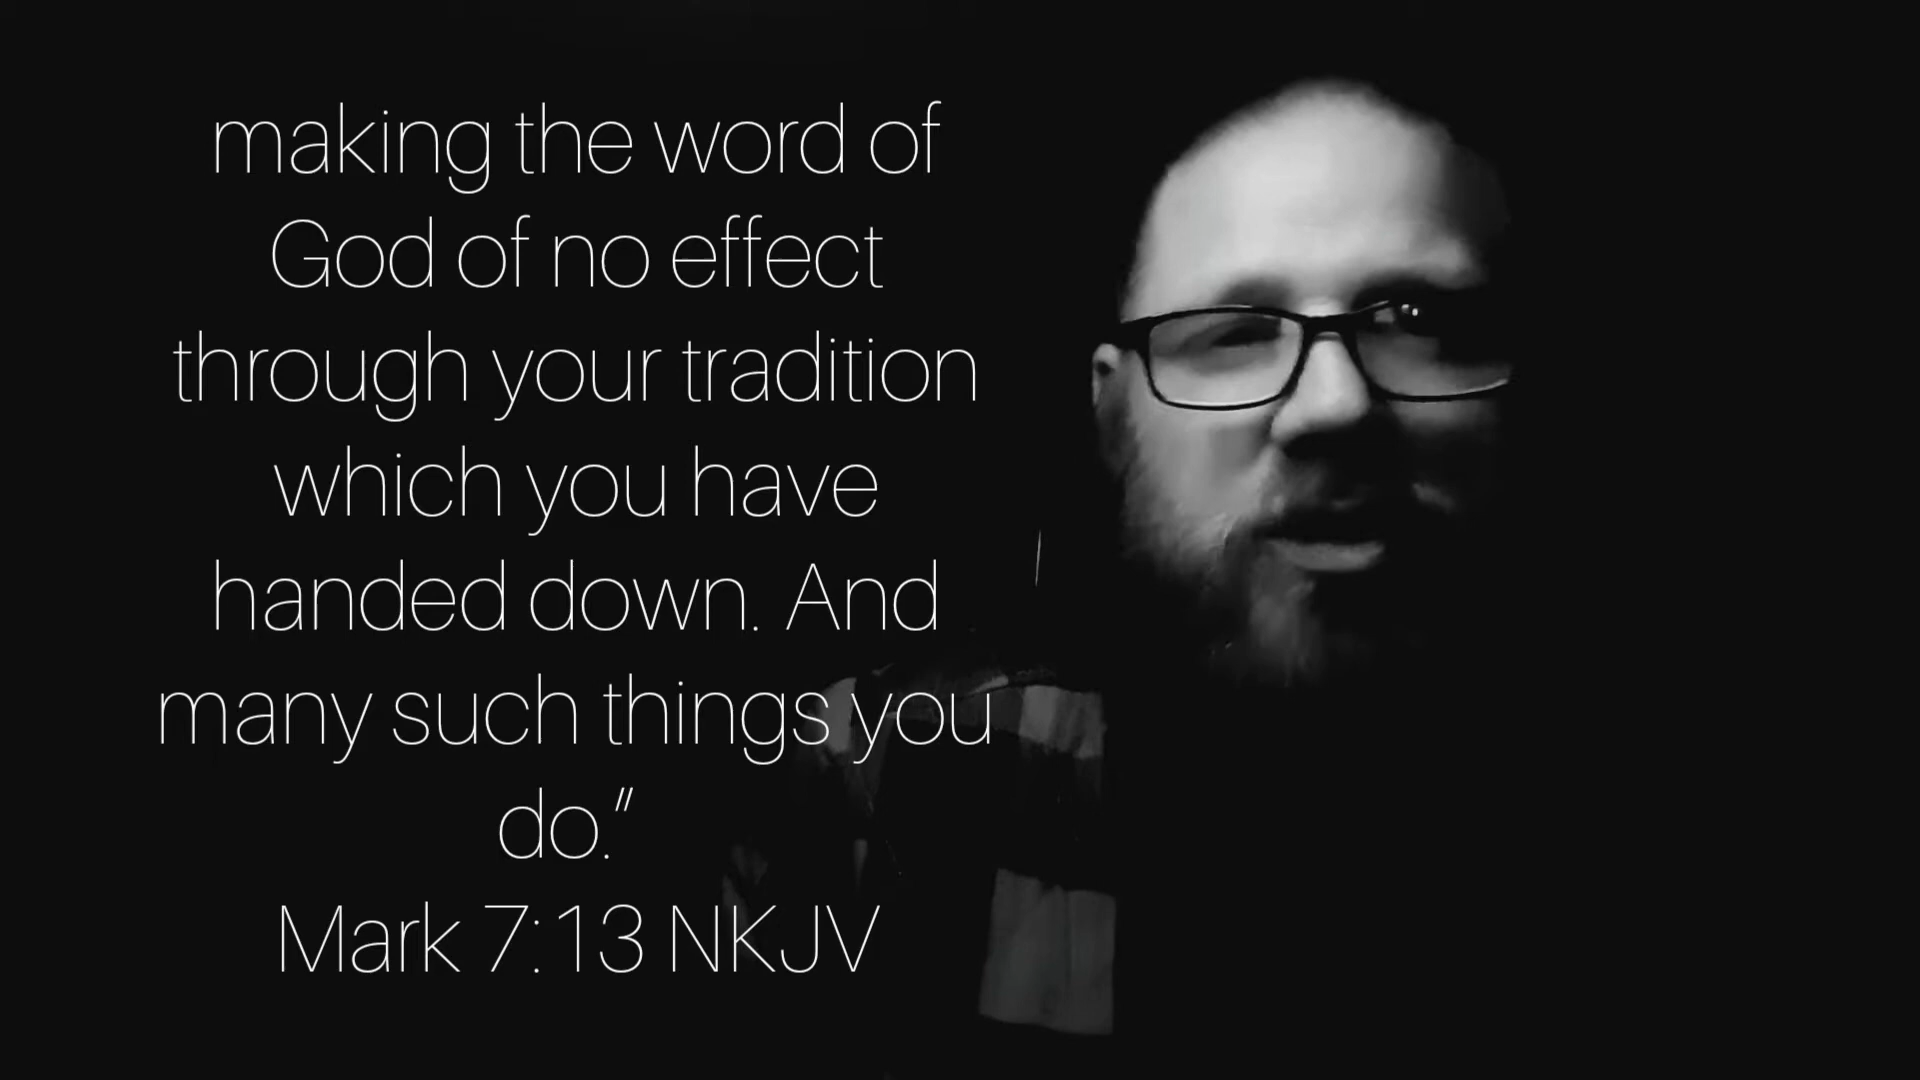 making the word of
God of no effect
through your tradition
which you have
handed down. And
many such things you
do.”
Mark 7:13 NKJV